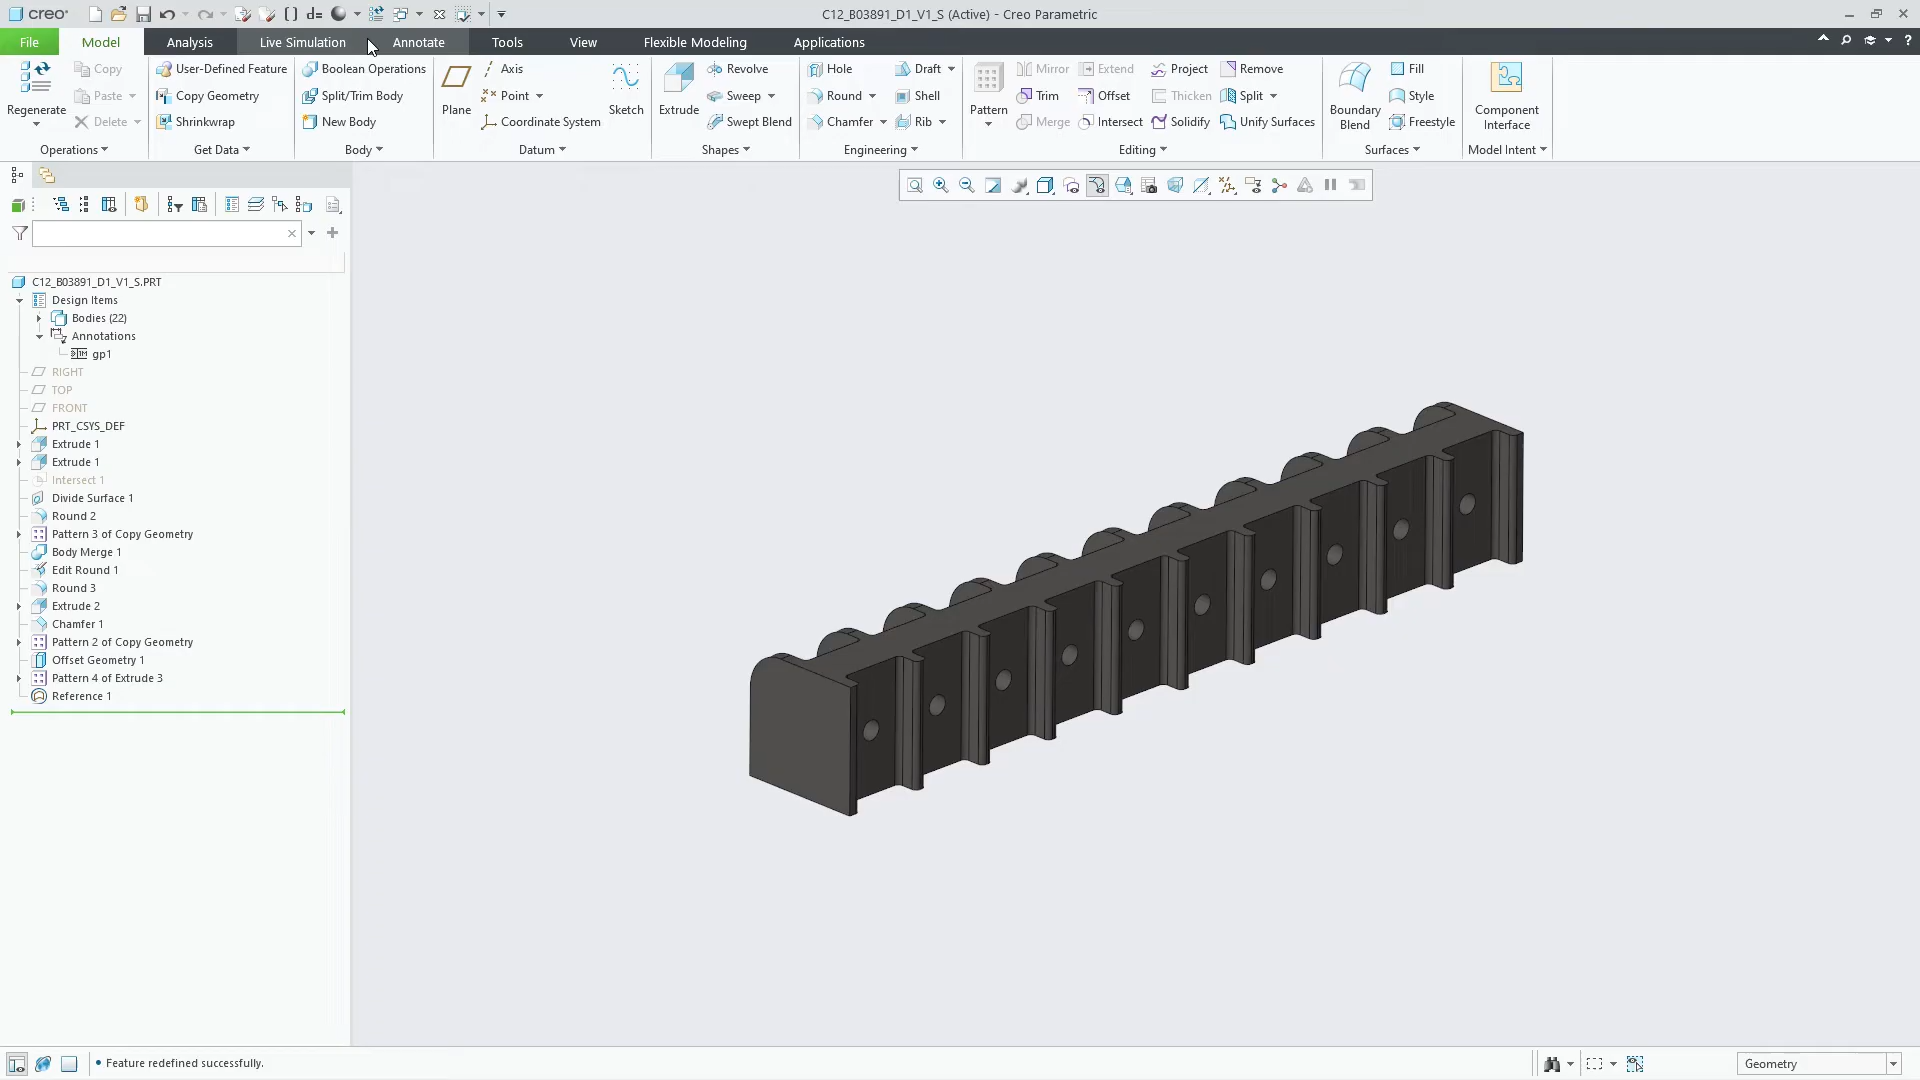 creo
d=
C12_B03891_D1_V1_S (Active) - Creo Parametric
File
Model
Analysis
Live Simulation
Annotate
Tools
View
Flexible Modeling
Applications
?
Regenerate
Copy
Paste
Delete
Operations
User-Defined Feature
Copy Geometry
Shrinkwrap
Get Data
Boolean Operations
Split/Trim Body
New Body
Body
Plane
Axis
Point
Coordinate System
Sketch
Datum
Extrude
Revolve
Sweep
Swept Blend
Shapes
Hole
Round
Chamfer
Draft
Shell
Rib
Engineering
Pattern
Mirror
Trim
Merge
Extend
Offset
Intersect
Project
Thicken
Solidify
Remove
Split
Unify Surfaces
Editing
Boundary
Blend
Fill
Style
Freestyle
Surfaces
Component
Interface
Model Intent
C12_B03891_D1_V1_S.PRT
Design Items
Bodies (22)
Annotations
gp1
RIGHT
TOP
FRONT
PRT_CSYS_DEF
Extrude 1
Extrude 1
Intersect 1
Divide Surface 1
Round 2
Pattern 3 of Copy Geometry
Body Merge 1
Edit Round 1
Round 3
Extrude 2
Chamfer 1
Pattern 2 of Copy Geometry
Offset Geometry 1
Pattern 4 of Extrude 3
Reference 1
• Feature redefined successfully.
Geometry